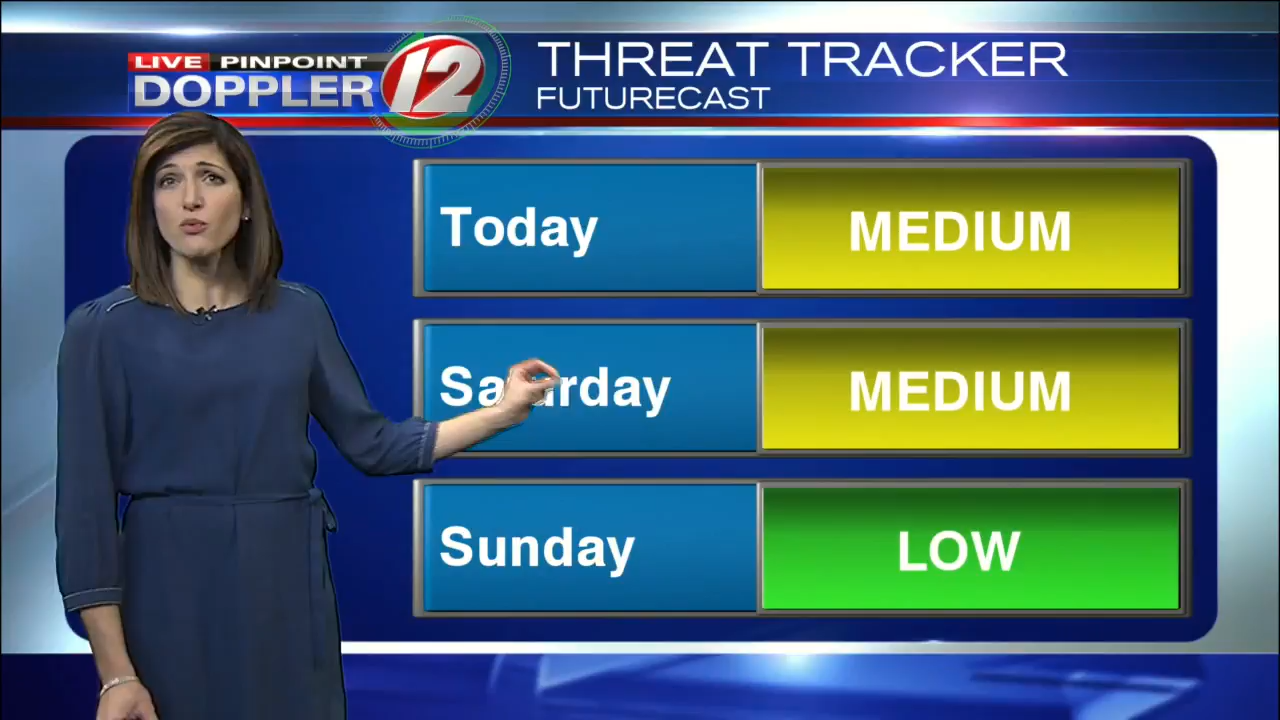 LIVE PINPOINT
DOPPLER 12
THREAT TRACKER
FUTURECAST
Today MEDIUM
Saturday MEDIUM
Sunday LOW